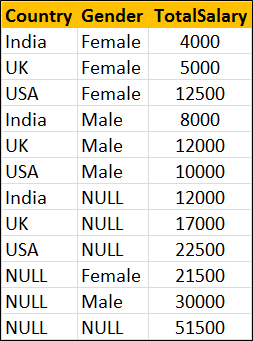 Country Gender TotalSalary
India Female 4000
UK Female 5000
USA Female 12500
India Male 8000
UK Male 12000
USA Male 10000
India NULL 12000
UK NULL 17000
USA NULL 22500
NULL Female 21500
NULL Male 30000
NULL NULL 51500